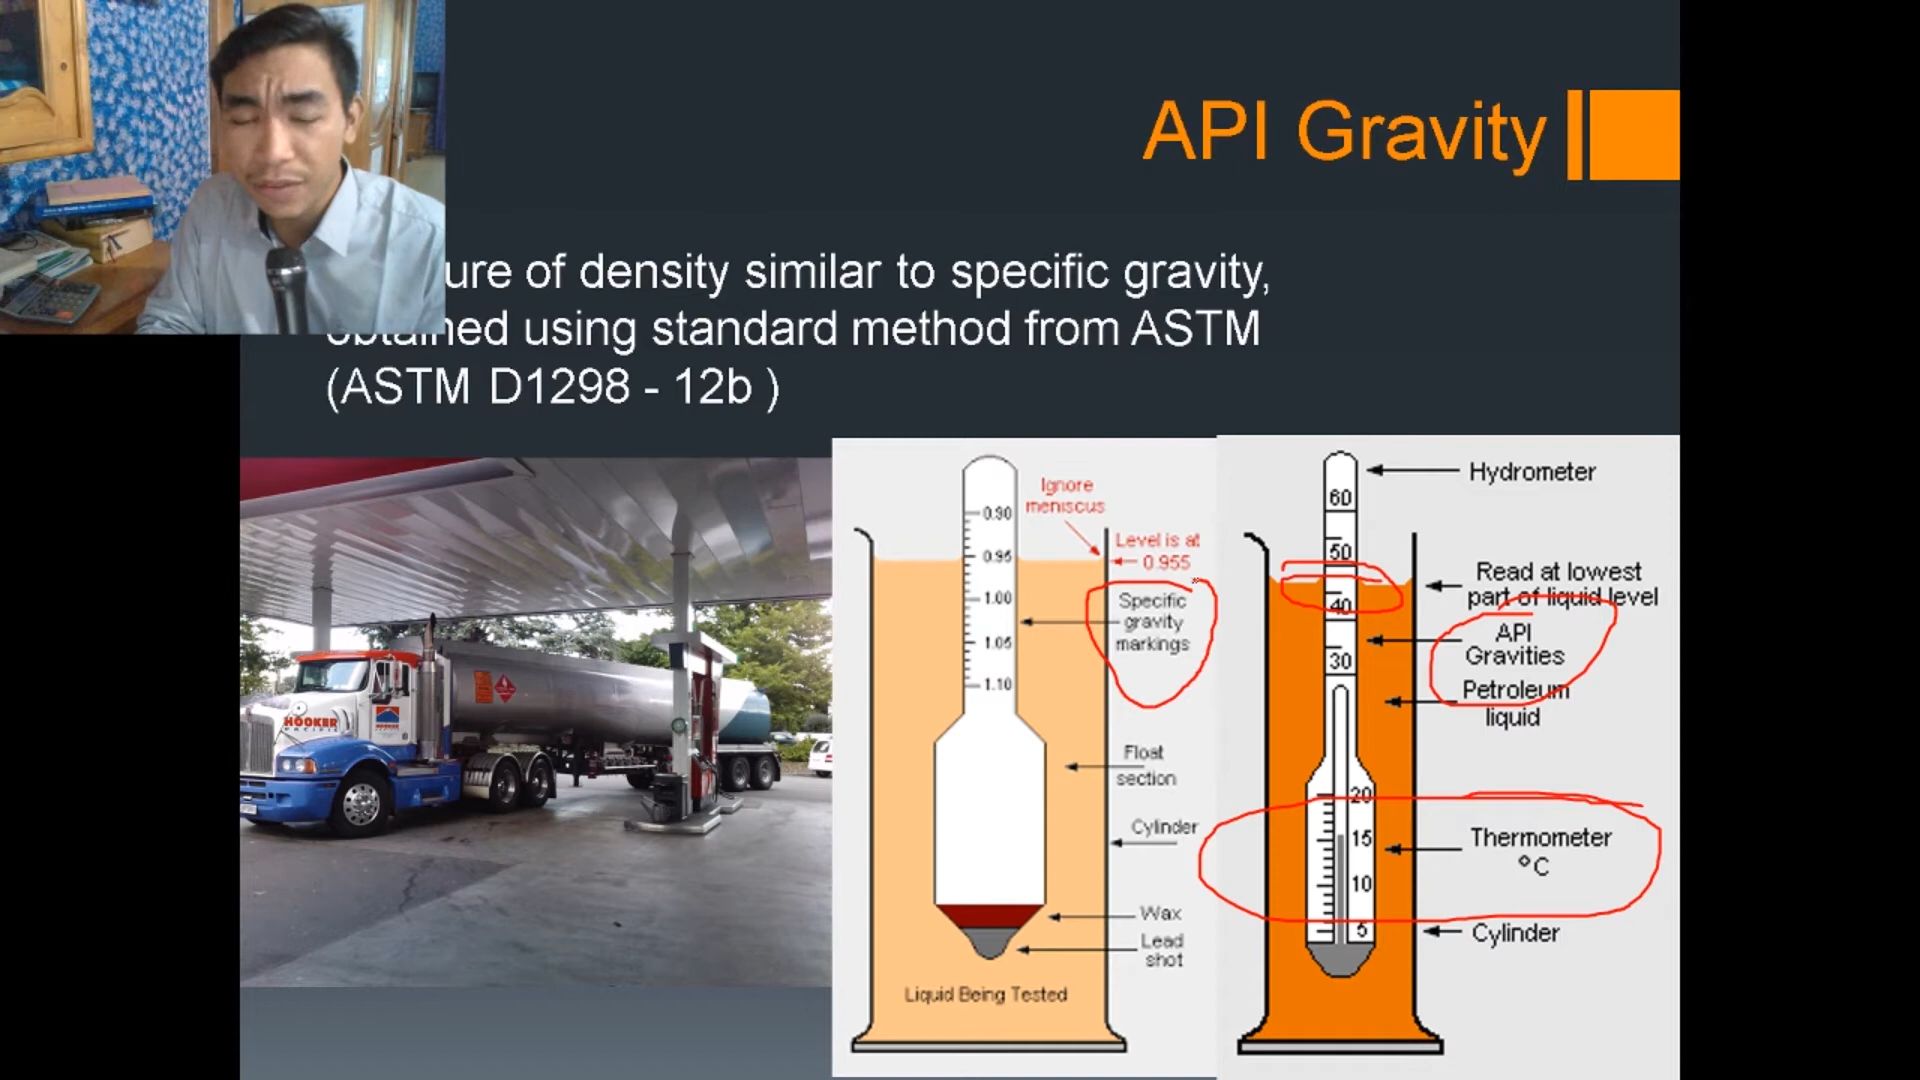 API Gravity
ure of density similar to specific gravity,
obtained using standard method from ASTM
(ASTM D1298 - 12b )
HOOKER
PACIFIC
0.90
0.95
1.00
1.05
1.10
Ignore
meniscus
Level is at
0.955
Specific
gravity
markings
Float
section
Cylinder
Wax
Lead
shot
Liquid Being Tested
60
50
40
30
20
15
10
5
Hydrometer
Read at lowest
part of liquid level
API
Gravities
Petroleum
liquid
Thermometer
°C
Cylinder